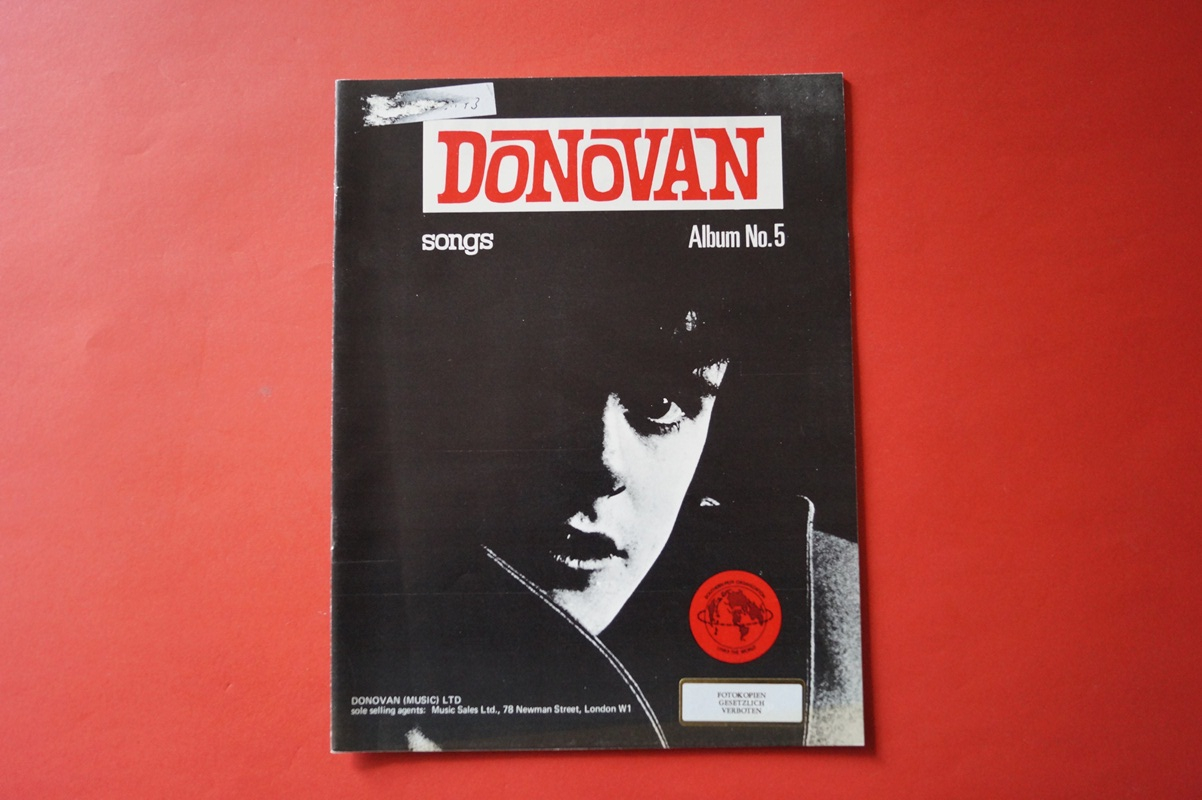 DONOVAN
songs
Album No. 5
DONOVAN (MUSIC) LTD
sole selling agents: Music Sales Ltd., 78 Newman Street, London W1
FOTOKOPIEN
GESETZLICH
VERBOTEN